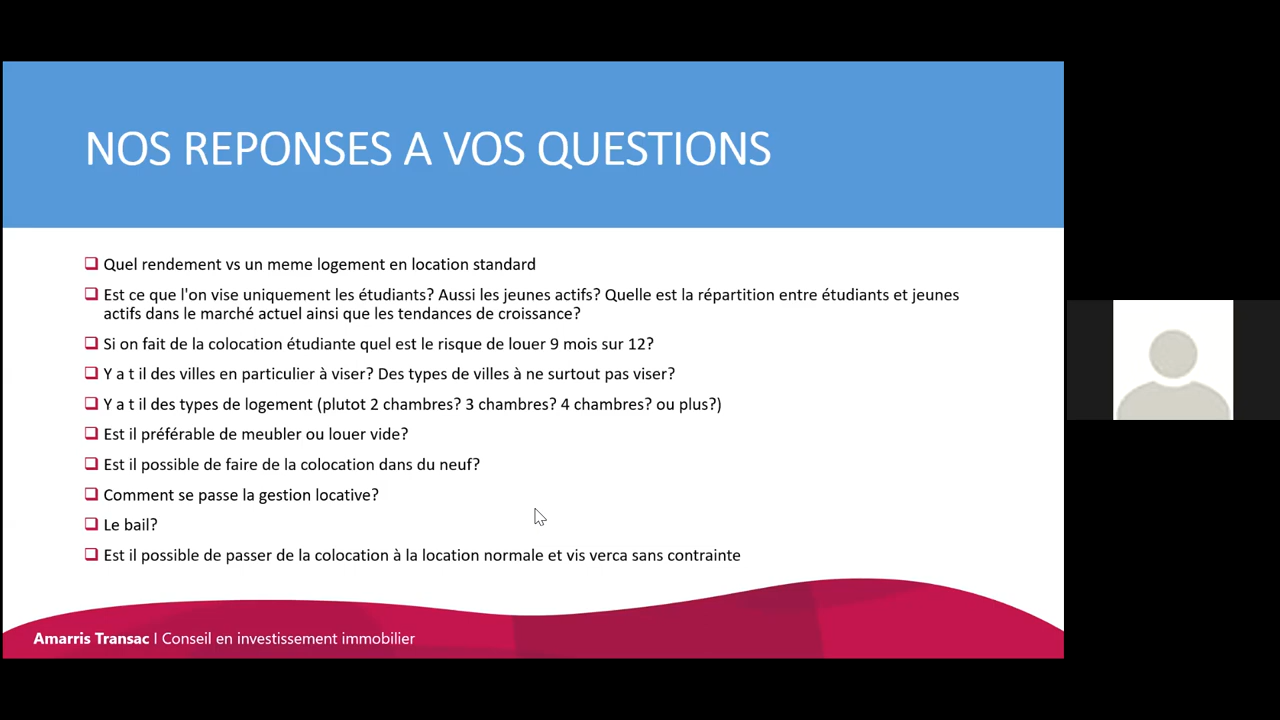 NOS REPONSES A VOS QUESTIONS
Quel rendement vs un meme logement en location standard
Est ce que l'on vise uniquement les étudiants? Aussi les jeunes actifs? Quelle est la répartition entre étudiants et jeunes
actifs dans le marché actuel ainsi que les tendances de croissance?
Si on fait de la colocation étudiante quel est le risque de louer 9 mois sur 12?
Y a t il des villes en particulier à viser? Des types de villes à ne surtout pas viser?
Y a t il des types de logement (plutot 2 chambres? 3 chambres? 4 chambres? ou plus?)
Est il préférable de meubler ou louer vide?
Est il possible de faire de la colocation dans du neuf?
Comment se passe la gestion locative?
Le bail?
Est il possible de passer de la colocation à la location normale et vis verca sans contrainte
Amarris Transac | Conseil en investissement immobilier